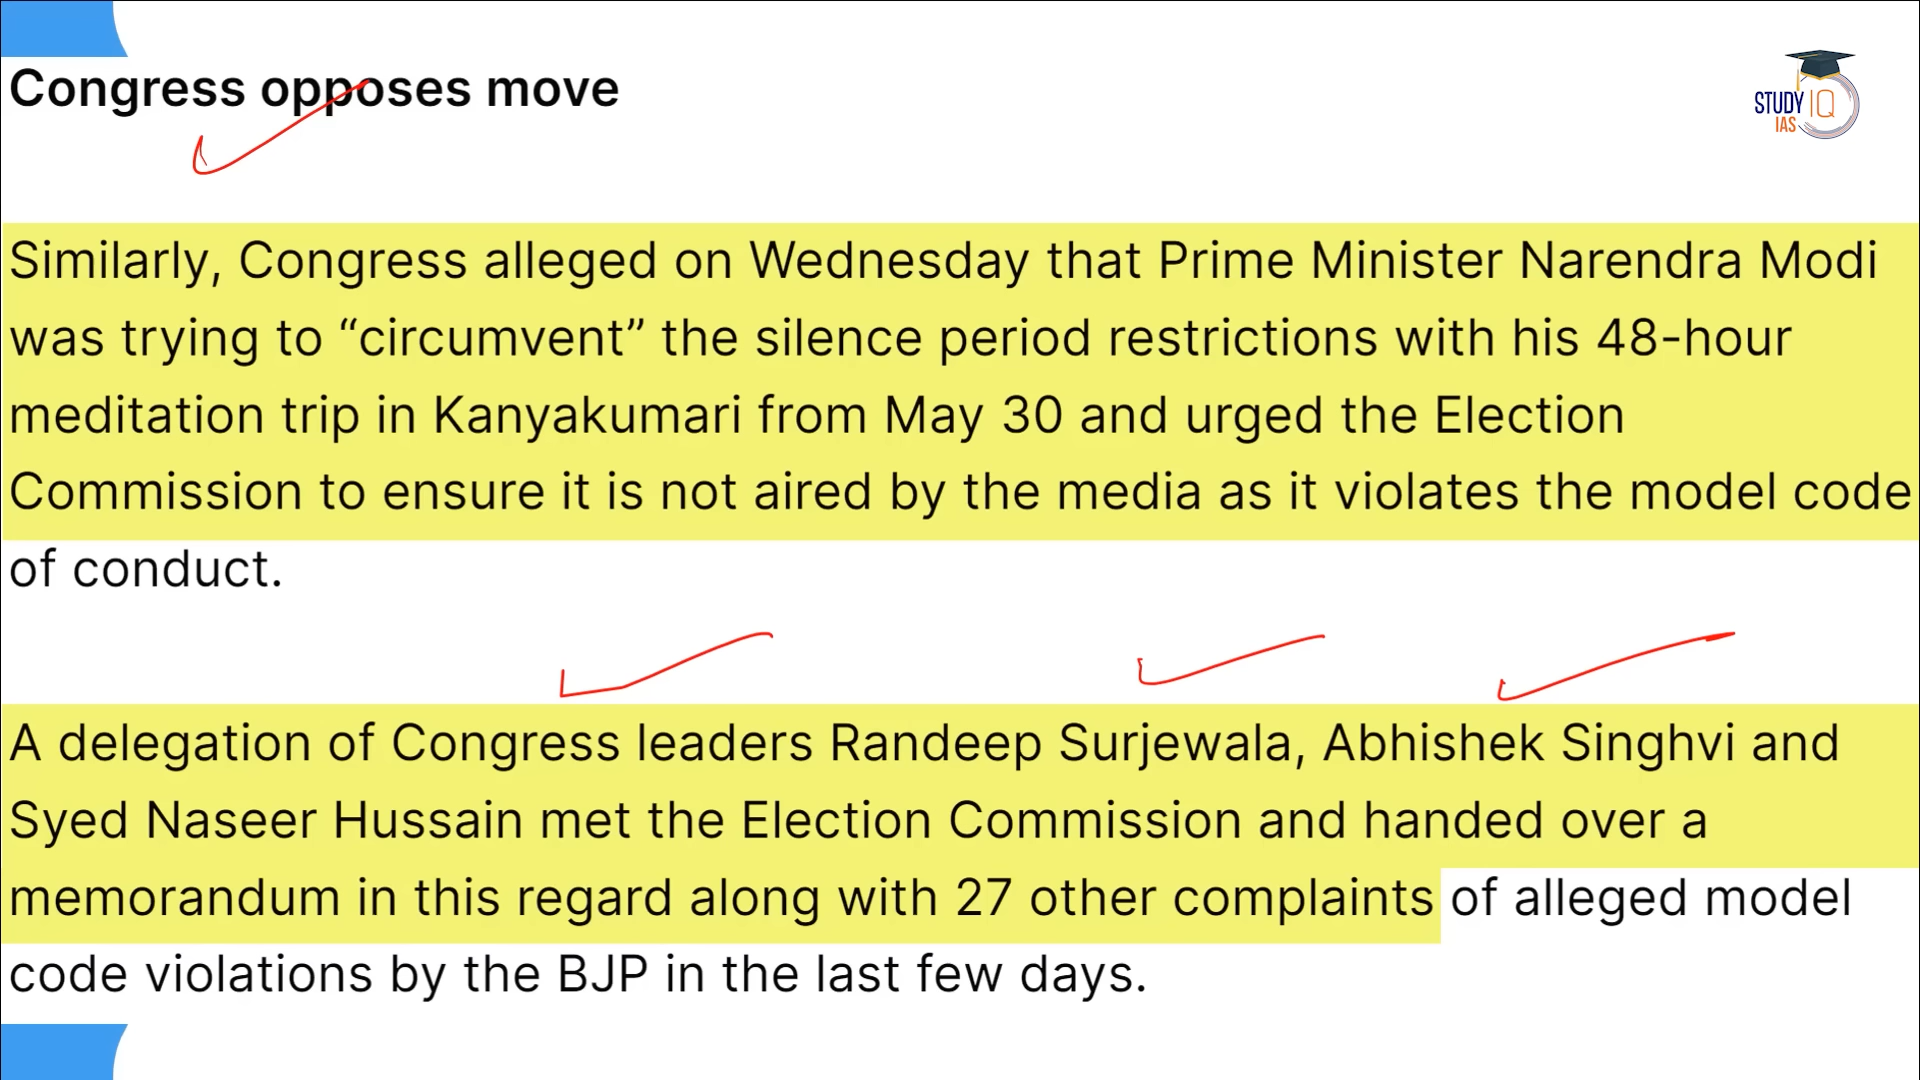 Congress opposes move
STUDY IQ
IAS
Similarly, Congress alleged on Wednesday that Prime Minister Narendra Modi
was trying to “circumvent” the silence period restrictions with his 48-hour
meditation trip in Kanyakumari from May 30 and urged the Election
Commission to ensure it is not aired by the media as it violates the model code
of conduct.
A delegation of Congress leaders Randeep Surjewala, Abhishek Singhvi and
Syed Naseer Hussain met the Election Commission and handed over a
memorandum in this regard along with 27 other complaints of alleged model
code violations by the BJP in the last few days.